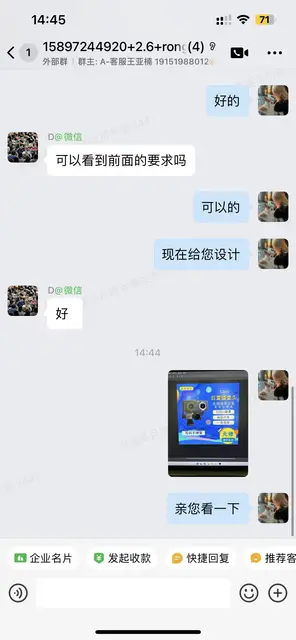 14:45
71
1
15897244920+2.6+rong(4)
外部群 | 群主: A-客服王亚楠 19151988012
好的
D@微信
可以看到前面的要求吗
可以的
现在给您设计
D@微信
好
14:44
亲您看一下
企业名片
发起收款
快捷回复
推荐客